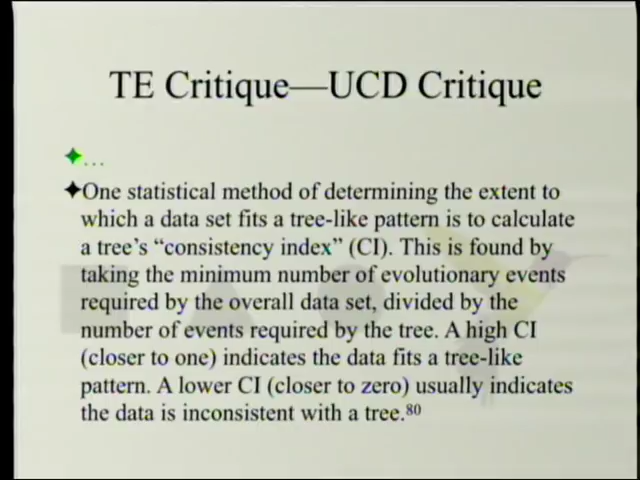 TE Critique—UCD Critique
...
One statistical method of determining the extent to
which a data set fits a tree-like pattern is to calculate
a tree's “consistency index” (CI). This is found by
taking the minimum number of evolutionary events
required by the overall data set, divided by the
number of events required by the tree. A high CI
(closer to one) indicates the data fits a tree-like
pattern. A lower CI (closer to zero) usually indicates
the data is inconsistent with a tree.80